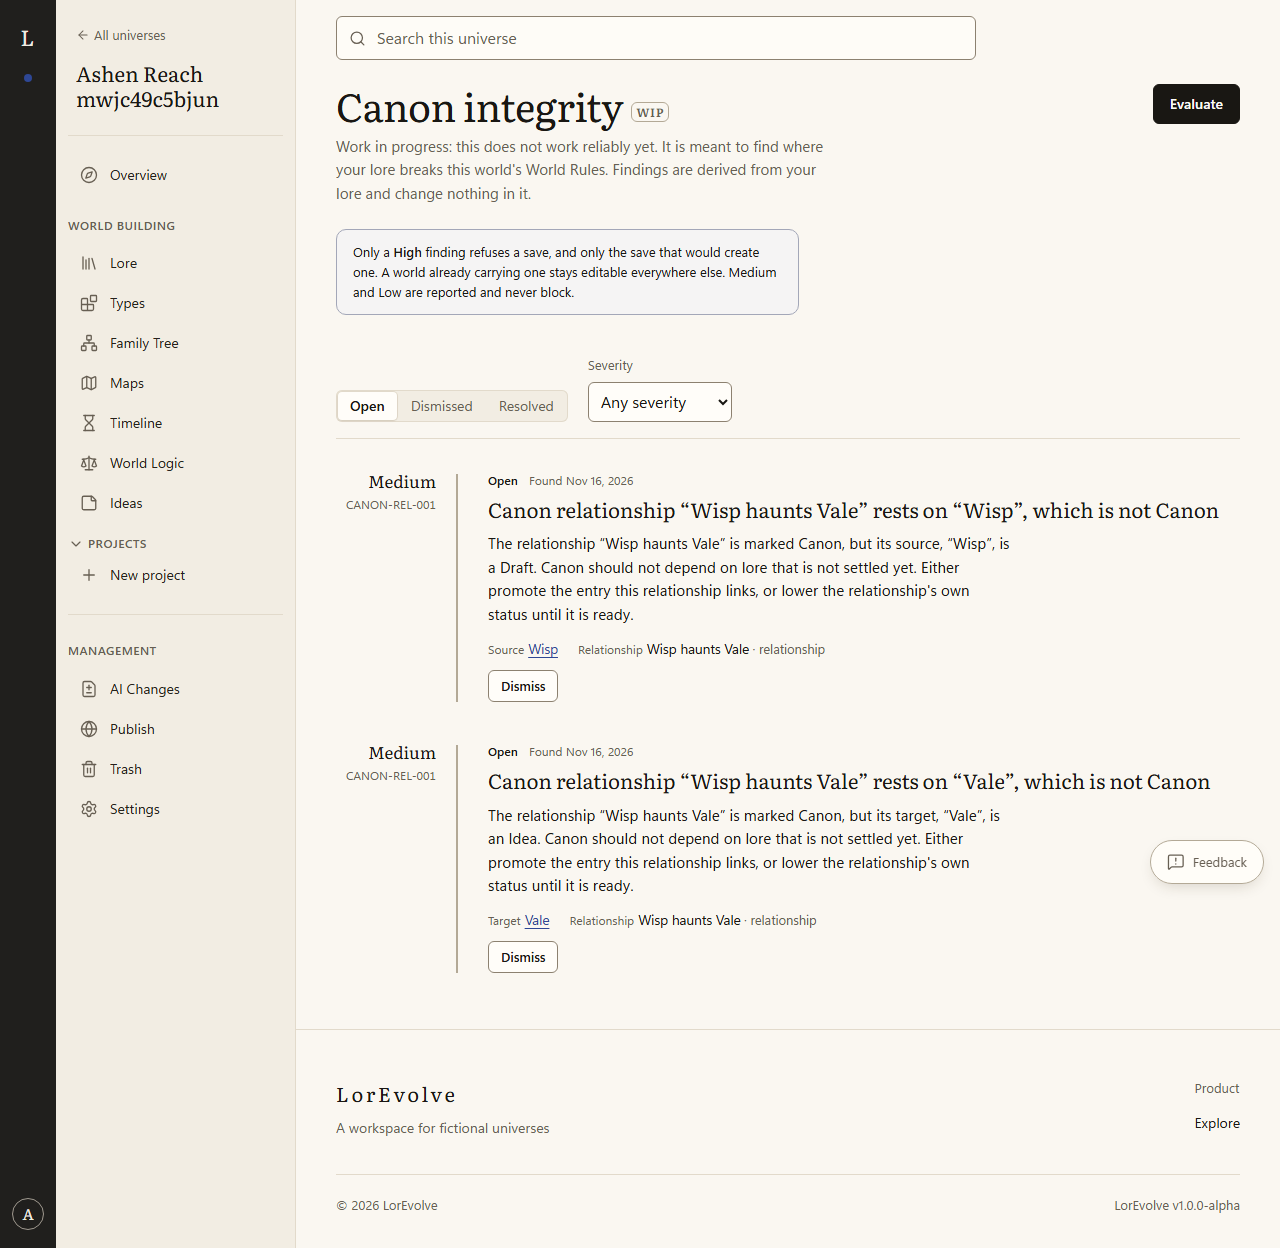 L
All universes
Ashen Reach
mwjc49c5bjun
Overview
WORLD BUILDING
Lore
Types
Family Tree
Maps
Timeline
World Logic
Ideas
PROJECTS
New project
MANAGEMENT
AI Changes
Publish
Trash
Settings
A
Search this universe
Canon integrity WIP
Evaluate
Work in progress: this does not work reliably yet. It is meant to find where
your lore breaks this world's World Rules. Findings are derived from your
lore and change nothing in it.
Only a High finding refuses a save, and only the save that would create
one. A world already carrying one stays editable everywhere else. Medium
and Low are reported and never block.
Severity
Open Dismissed Resolved Any severity
Medium
CANON-REL-001
Open Found Nov 16, 2026
Canon relationship “Wisp haunts Vale” rests on “Wisp”, which is not Canon
The relationship “Wisp haunts Vale” is marked Canon, but its source, “Wisp”, is
a Draft. Canon should not depend on lore that is not settled yet. Either
promote the entry this relationship links, or lower the relationship's own
status until it is ready.
Source Wisp Relationship Wisp haunts Vale · relationship
Dismiss
Medium
CANON-REL-001
Open Found Nov 16, 2026
Canon relationship “Wisp haunts Vale” rests on “Vale”, which is not Canon
The relationship “Wisp haunts Vale” is marked Canon, but its target, “Vale”, is
an Idea. Canon should not depend on lore that is not settled yet. Either
promote the entry this relationship links, or lower the relationship's own
status until it is ready.
Target Vale Relationship Wisp haunts Vale · relationship
Dismiss
Feedback
LorEvolve
A workspace for fictional universes
Product
Explore
© 2026 LorEvolve
LorEvolve v1.0.0-alpha